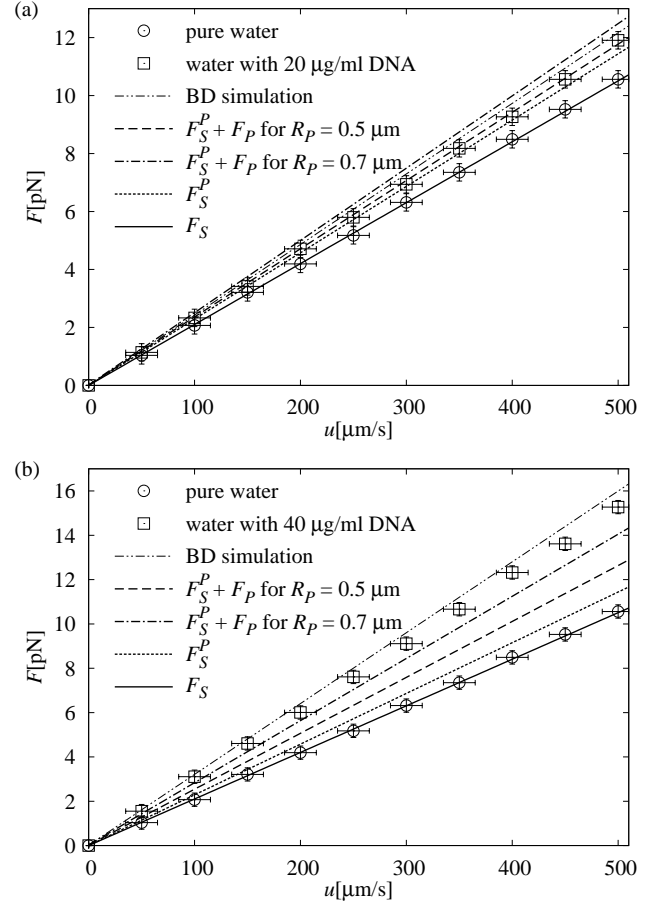 (a)
pure water
water with 20 μg/ml DNA
BD simulation
F_S^P + F_P for R_P = 0.5 μm
F_S^P + F_P for R_P = 0.7 μm
F_S^P
F_S
F[pN]
12
10
8
6
4
2
0
0 100 200 300 400 500
u[μm/s]
(b)
pure water
water with 40 μg/ml DNA
BD simulation
F_S^P + F_P for R_P = 0.5 μm
F_S^P + F_P for R_P = 0.7 μm
F_S^P
F_S
F[pN]
16
14
12
10
8
6
4
2
0
0 100 200 300 400 500
u[μm/s]